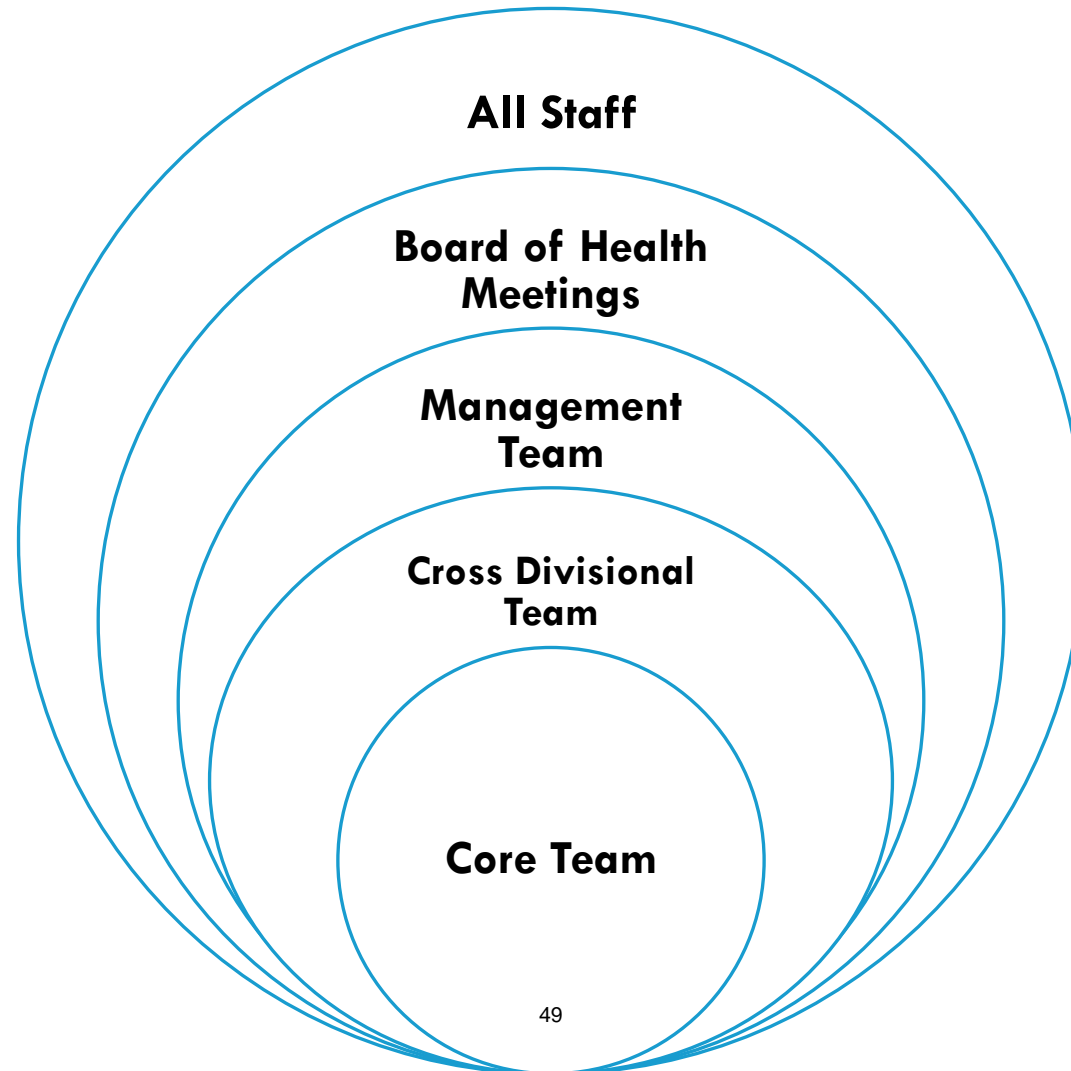 All Staff
Board of Health
Meetings
Management
Team
Cross Divisional
Team
Core Team
49